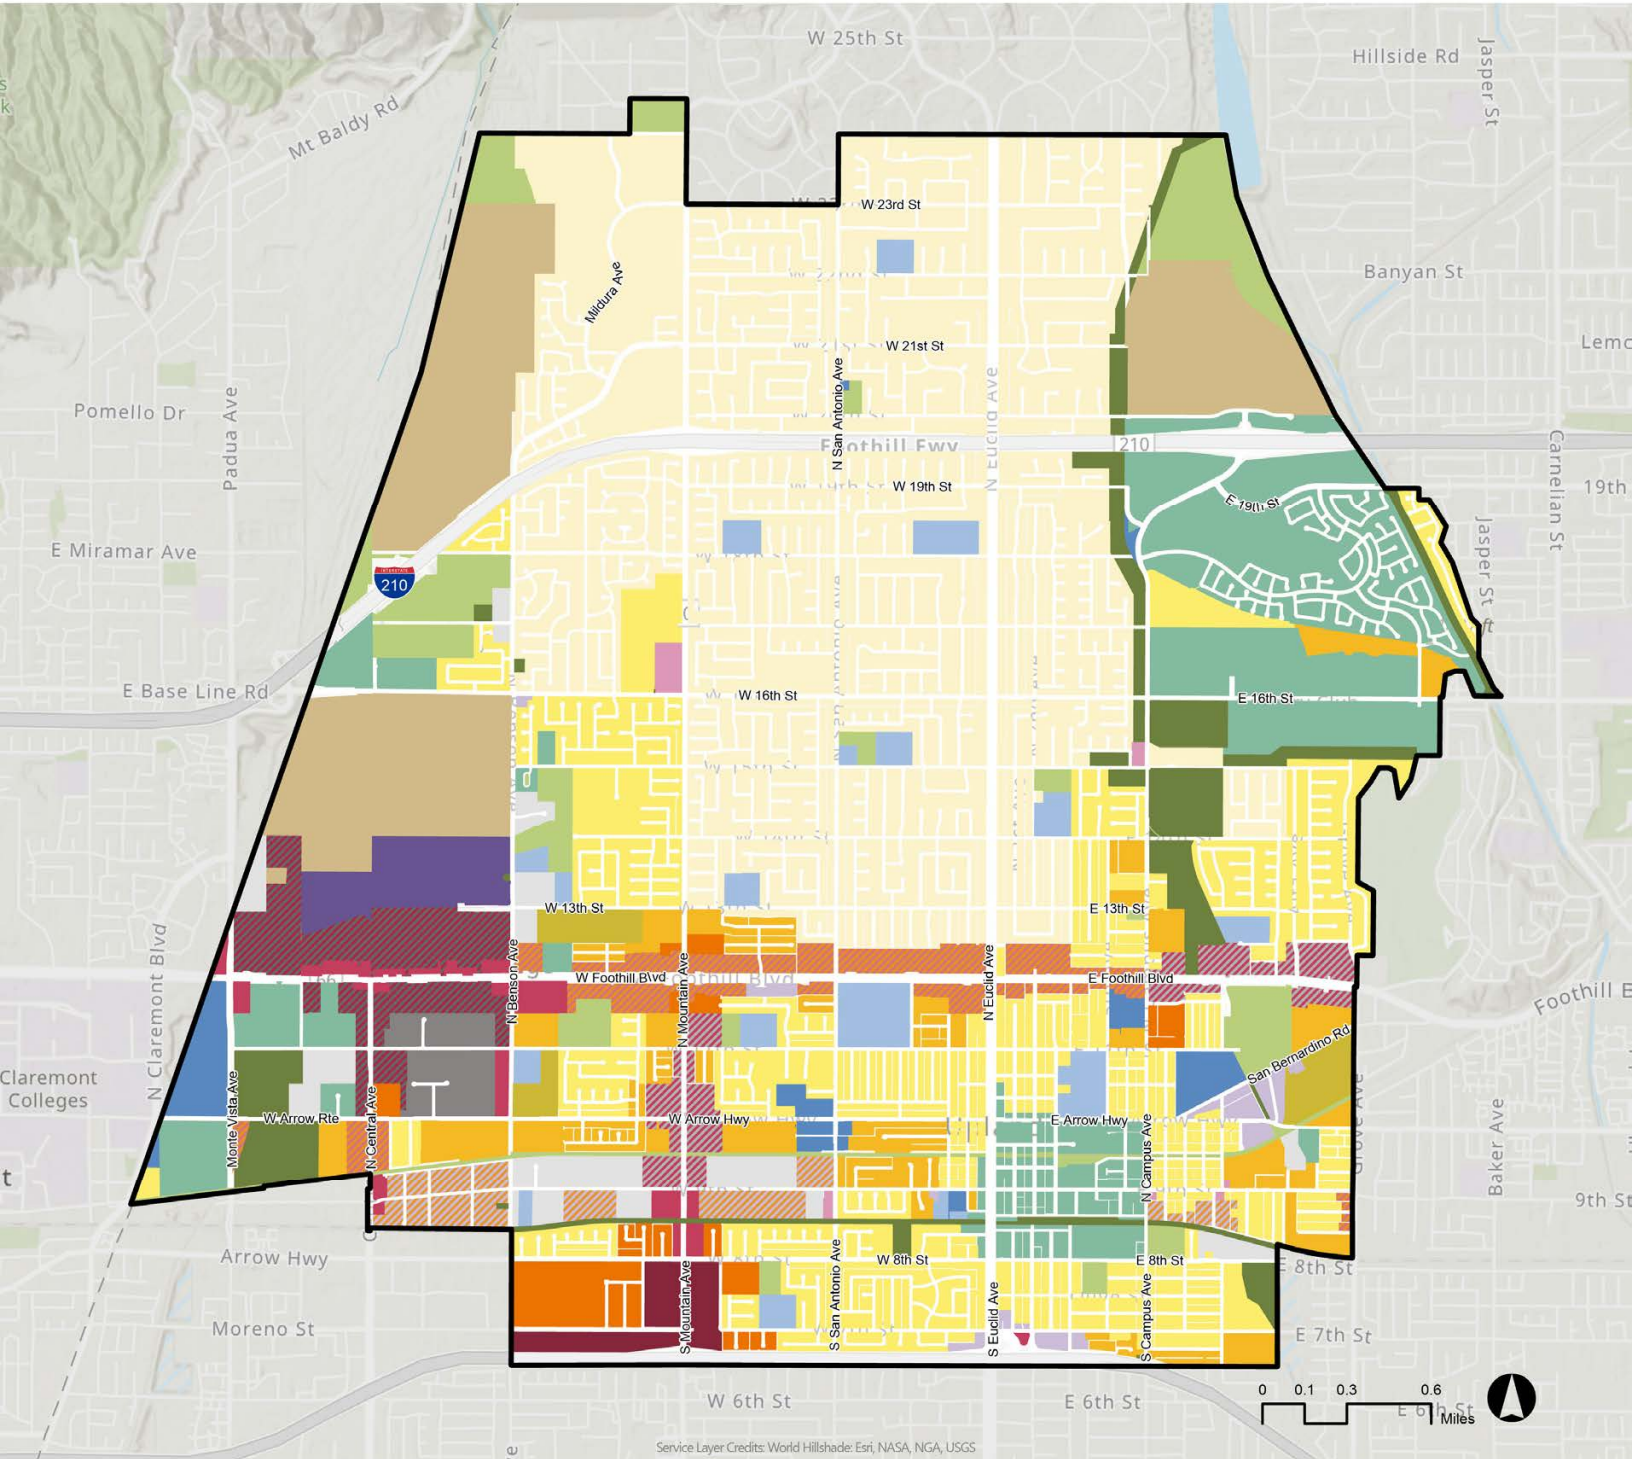 W 25th St
Hillside Rd
Jasper St
Mt Baldy Rd
W 23rd St
Banyan St
Mildura Ave
W 21st St
Lemc
N San Antonio Ave
N Euclid Ave
Pomello Dr
Padua Ave
Foothill Fwy
210
Carnelian St
W 19th St
19th
E 19th St
E Miramar Ave
INTERSTATE
210
Jasper St
E Base Line Rd
W 16th St
E 16th St
W 13th St
E 13th St
N Claremont Blvd
N Benson Ave
W Foothill Blvd
N Mountain Ave
N Euclid Ave
E Foothill Blvd
Foothill B
San Bernardino Rd
Claremont
Colleges
Monte Vista Ave
W Arrow Rte
N Central Ave
W Arrow Hwy
E Arrow Hwy
N Campus Ave
Baker Ave
9th St
Arrow Hwy
W 8th St
E 8th St
E 8th St
S Mountain Ave
S San Antonio Ave
S Euclid Ave
S Campus Ave
Moreno St
E 7th St
W 6th St
E 6th St
E 6th St
0 0.1 0.3 0.6
Miles
Service Layer Credits: World Hillshade: Esri, NASA, NGA, USGS